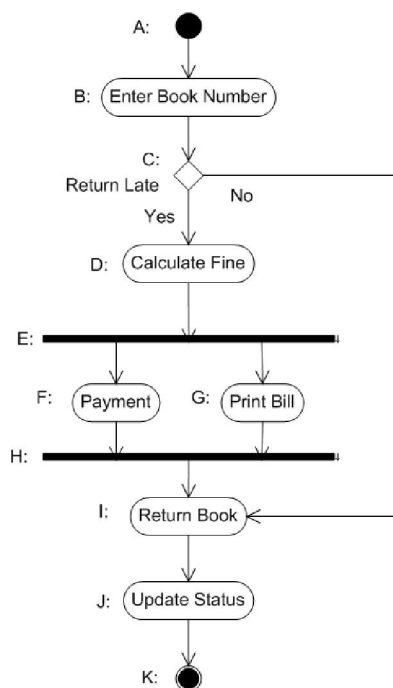 A:
B: Enter Book Number
C:
Return Late
No
Yes
D: Calculate Fine
E:
F: Payment G: Print Bill
H:
I: Return Book
J: Update Status
K: